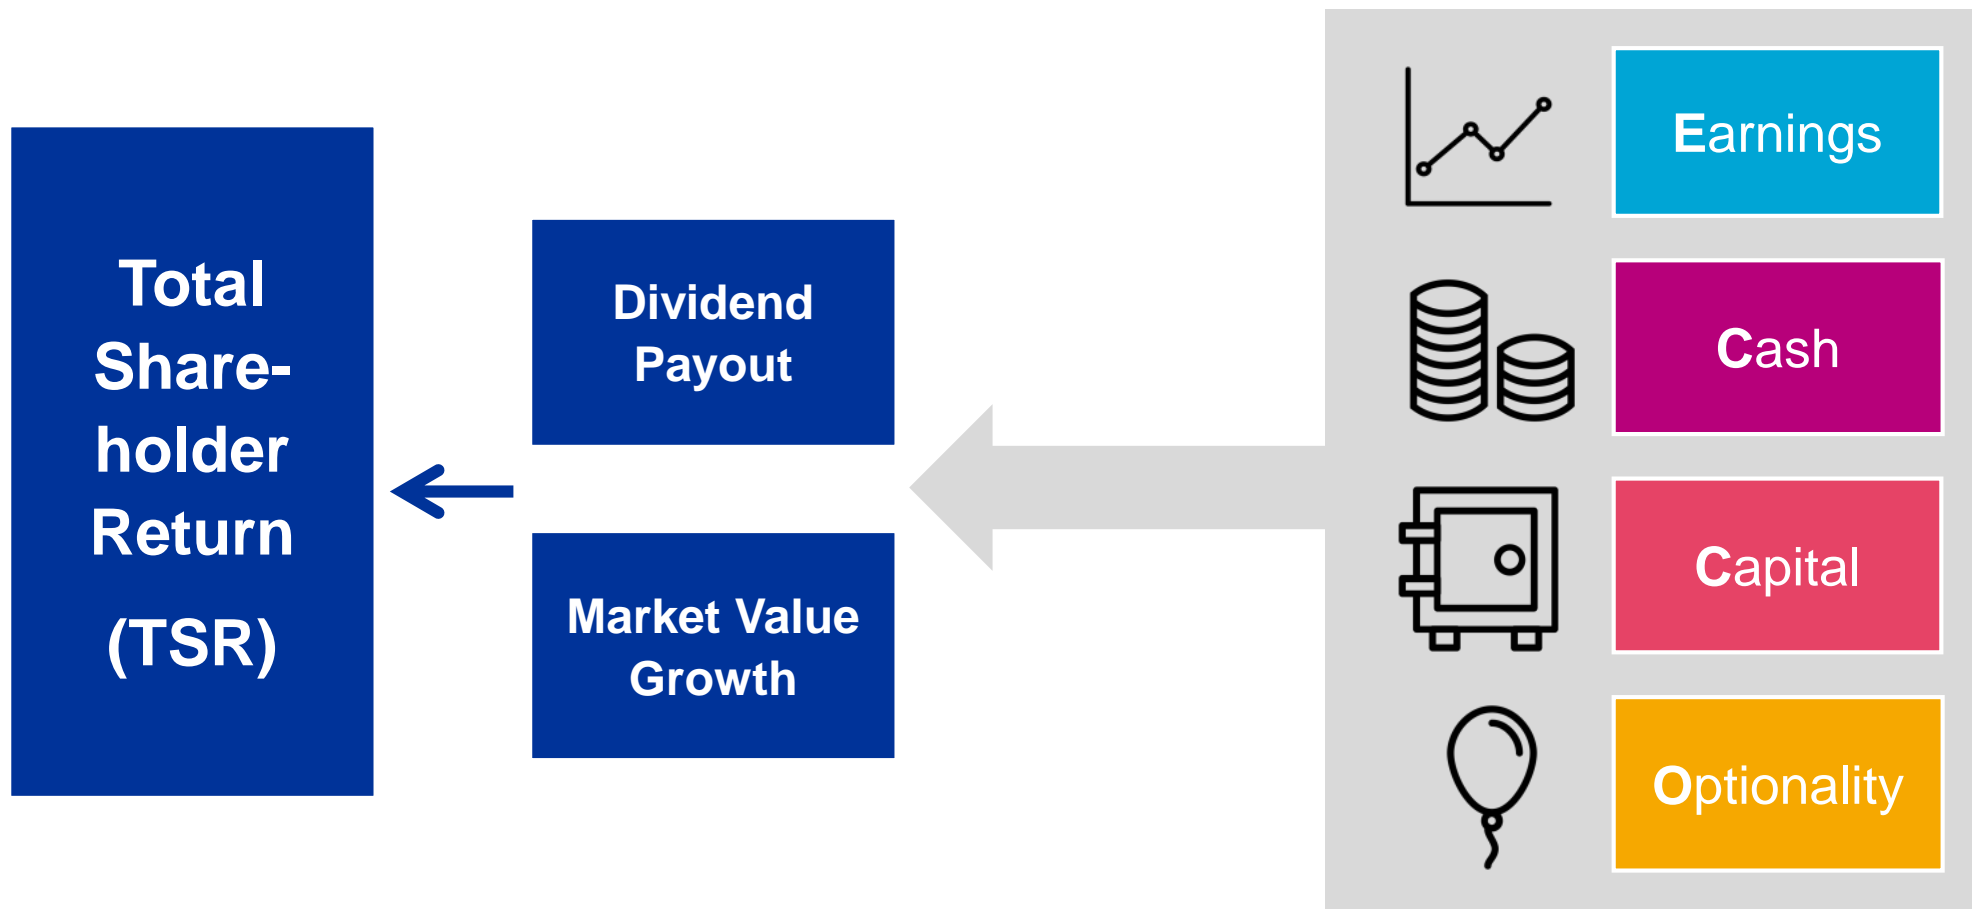 Total
Share-
holder
Return
(TSR)
Dividend
Payout
Market Value
Growth
Earnings
Cash
Capital
Optionality